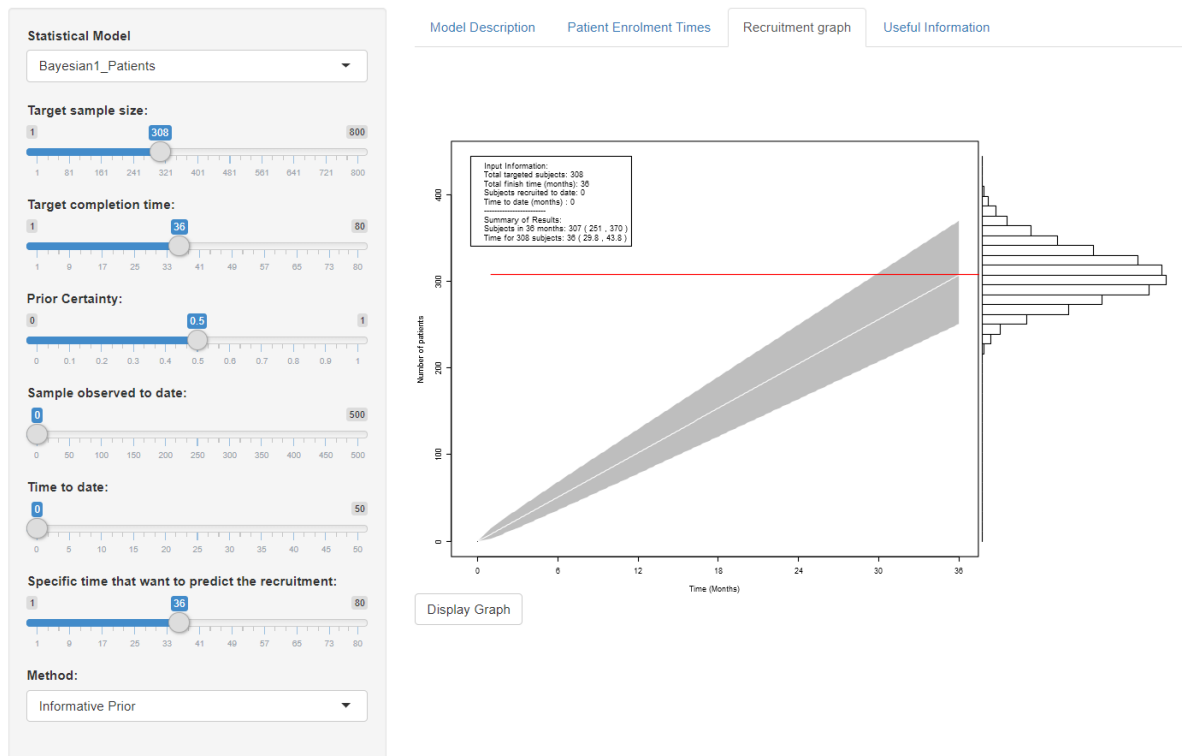 Statistical Model
Bayesian1_Patients
Target sample size:
1 308 800
1 81 161 241 321 401 481 561 641 721 800
Target completion time:
1 36 80
1 9 17 25 33 41 49 57 65 73 80
Prior Certainty:
0 0.5 1
0 0.1 0.2 0.3 0.4 0.5 0.6 0.7 0.8 0.9 1
Sample observed to date:
0 500
0 50 100 150 200 250 300 350 400 450 500
Time to date:
0 50
0 5 10 15 20 25 30 35 40 45 50
Specific time that want to predict the recruitment:
1 36 80
1 9 17 25 33 41 49 57 65 73 80
Method:
Informative Prior
Model Description Patient Enrolment Times Recruitment graph Useful Information
Input Information:
Total targeted subjects: 308
Total finish time (months): 36
Subjects recruited to date: 0
Time to date (months) : 0
------------------------
Summary of Results:
Subjects in 36 months: 307 ( 251 , 370 )
Time for 308 subjects: 36 ( 29.8 , 43.8 )
Number of patients
400
300
200
100
0
0 6 12 18 24 30 36
Time (Months)
Display Graph